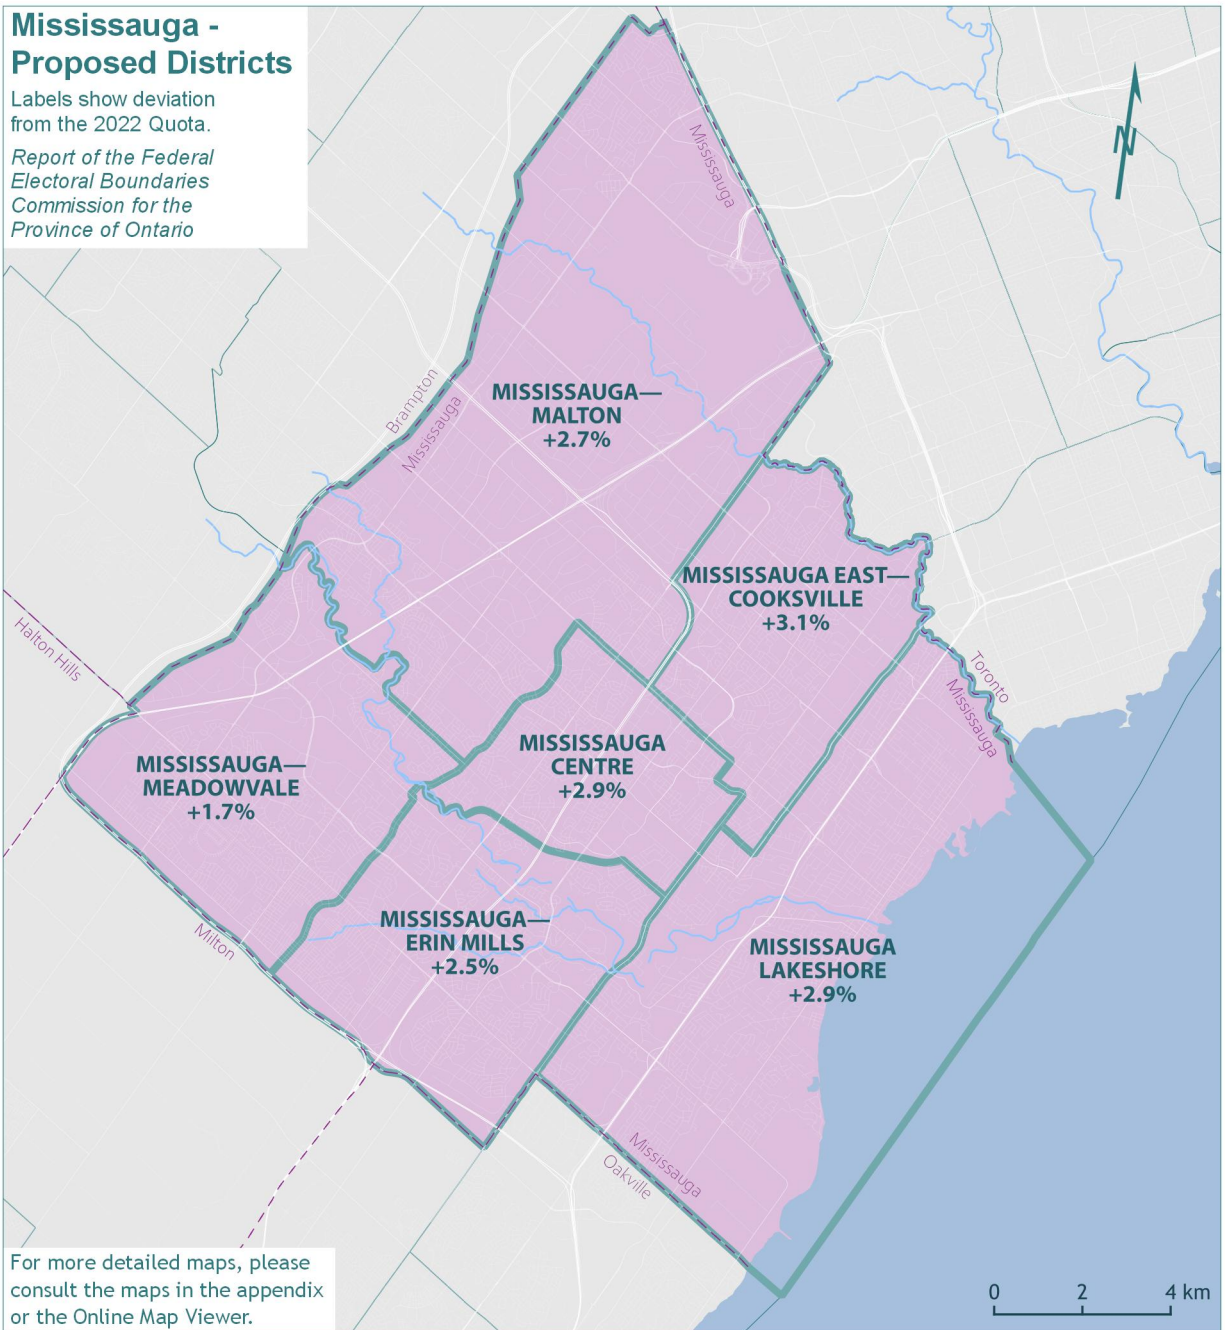 Mississauga -
Proposed Districts
Labels show deviation
from the 2022 Quota.
Report of the Federal
Electoral Boundaries
Commission for the
Province of Ontario
N
Mississauga
Brampton
Mississauga
MISSISSAUGA—
MALTON
+2.7%
MISSISSAUGA EAST—
COOKSVILLE
+3.1%
Halton Hills
Toronto
Mississauga
MISSISSAUGA
CENTRE
+2.9%
MISSISSAUGA—
MEADOWVALE
+1.7%
MISSISSAUGA—
ERIN MILLS
+2.5%
Milton
MISSISSAUGA
LAKESHORE
+2.9%
Mississauga
Oakville
For more detailed maps, please
consult the maps in the appendix
or the Online Map Viewer.
0 2 4 km